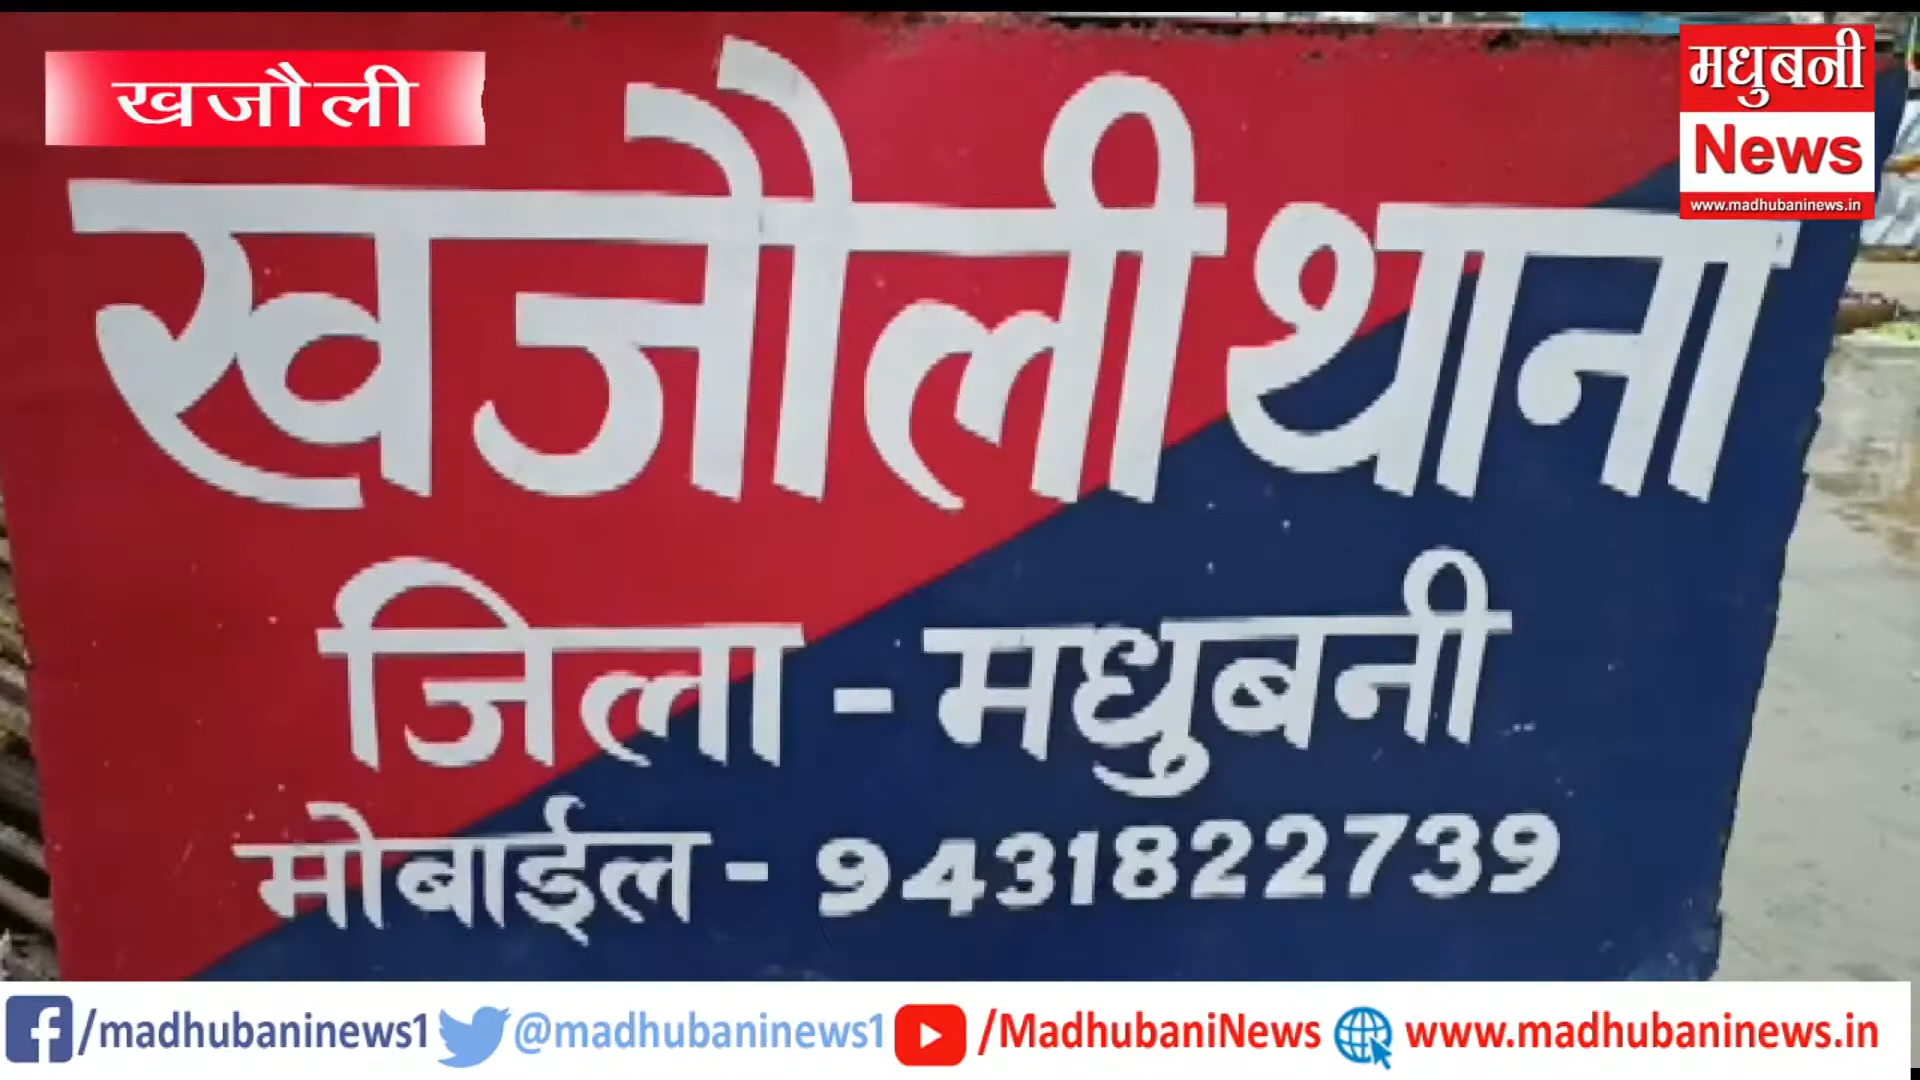 खजौली
मधुबनी
News
www.madhubaninews.in
खजौली थाना
जिला - मधुबनी
मोबाईल - 9431822739
/madhubaninews1 @madhubaninews1 /MadhubaniNews www.madhubaninews.in